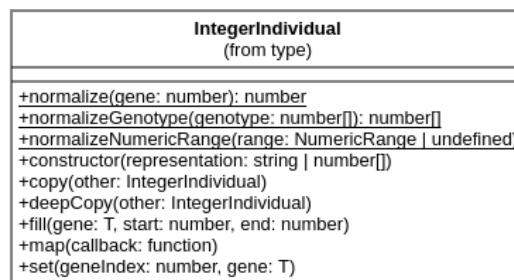 IntegerIndividual
(from type)
+normalize(gene: number): number
+normalizeGenotype(genotype: number[]): number[]
+normalizeNumericRange(range: NumericRange | undefined)
+constructor(representation: string | number[])
+copy(other: IntegerIndividual)
+deepCopy(other: IntegerIndividual)
+fill(gene: T, start: number, end: number)
+map(callback: function)
+set(geneIndex: number, gene: T)